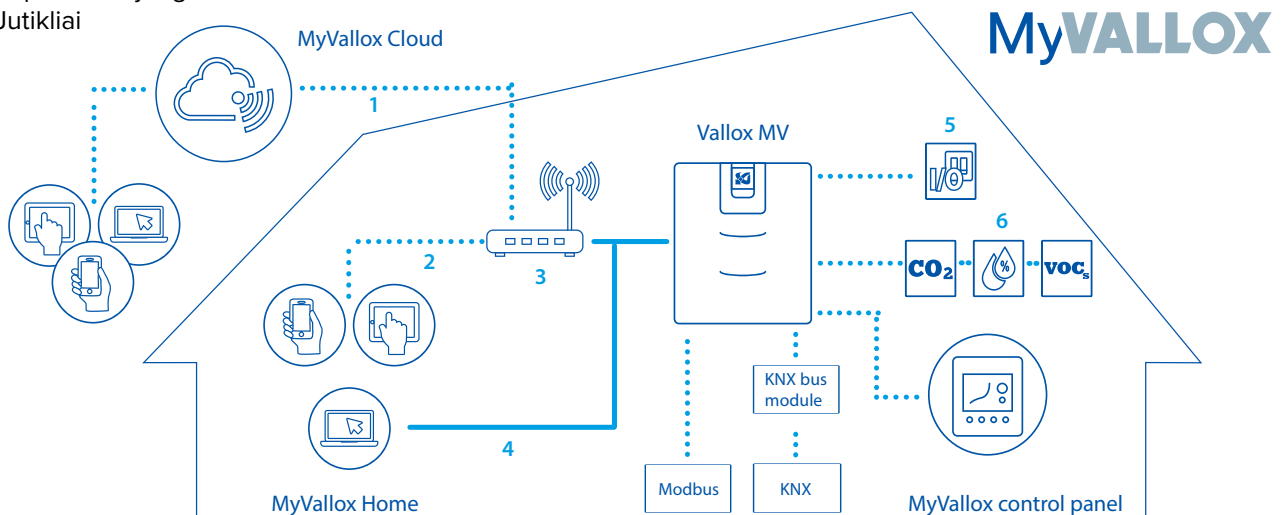 Jutikliai
MyVALLOX
MyVallox Cloud
1
Vallox MV
5
I/O
6
2
3
CO₂
%
VOCs
KNX bus
module
4
Modbus
KNX
MyVallox Home
MyVallox control panel